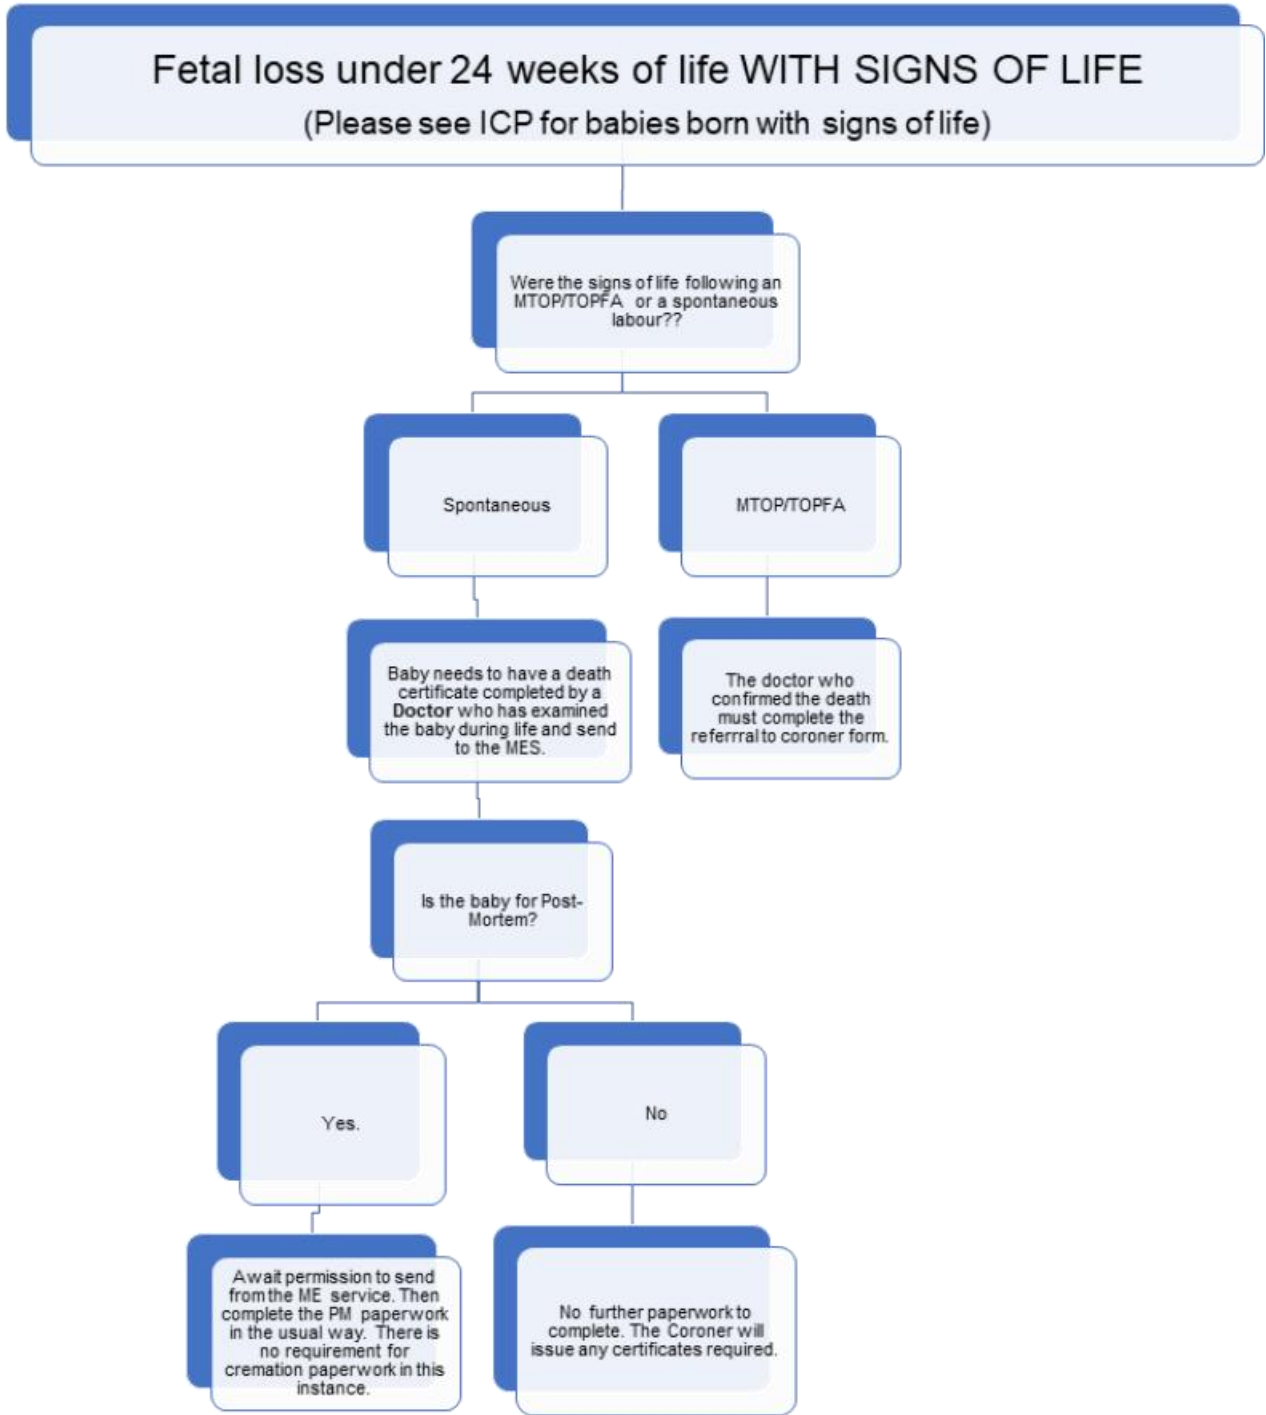 Fetal loss under 24 weeks of life WITH SIGNS OF LIFE
(Please see ICP for babies born with signs of life)
Were the signs of life following an
MTOP/TOPFA or a spontaneous
labour??
Spontaneous
MTOP/TOPFA
Baby needs to have a death
certificate completed by a
Doctor who has examined
the baby during life and send
to the MES.
The doctor who
confirmed the death
must complete the
referrral to coroner form.
Is the baby for Post-
Mortem?
Yes.
No
Await permission to send
from the ME service. Then
complete the PM paperwork
in the usual way. There is
no requirement for
cremation paperwork in this
instance.
No further paperwork to
complete. The Coroner will
issue any certificates required.